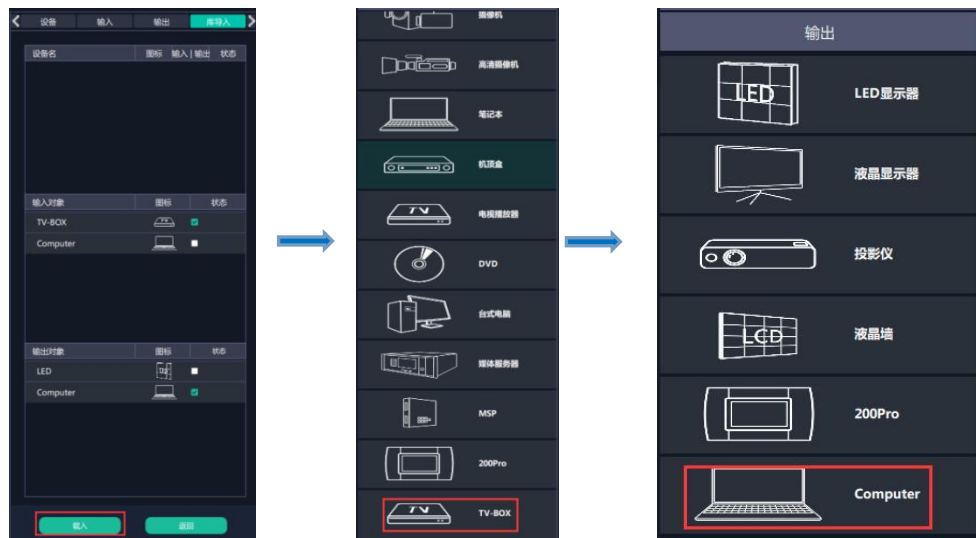 设备 输入 输出 库导入
设备名 图标 输入|输出 状态
输入对象 图标 状态
TV-BOX
Computer
输出对象 图标 状态
LED
Computer
载入 返回
摄像机
高清摄像机
笔记本
机顶盒
TV 电视播放器
DVD
台式电脑
媒体服务器
MSP
200Pro
TV TV-BOX
输出
LED LED显示器
液晶显示器
投影仪
LCD 液晶墙
200Pro
Computer